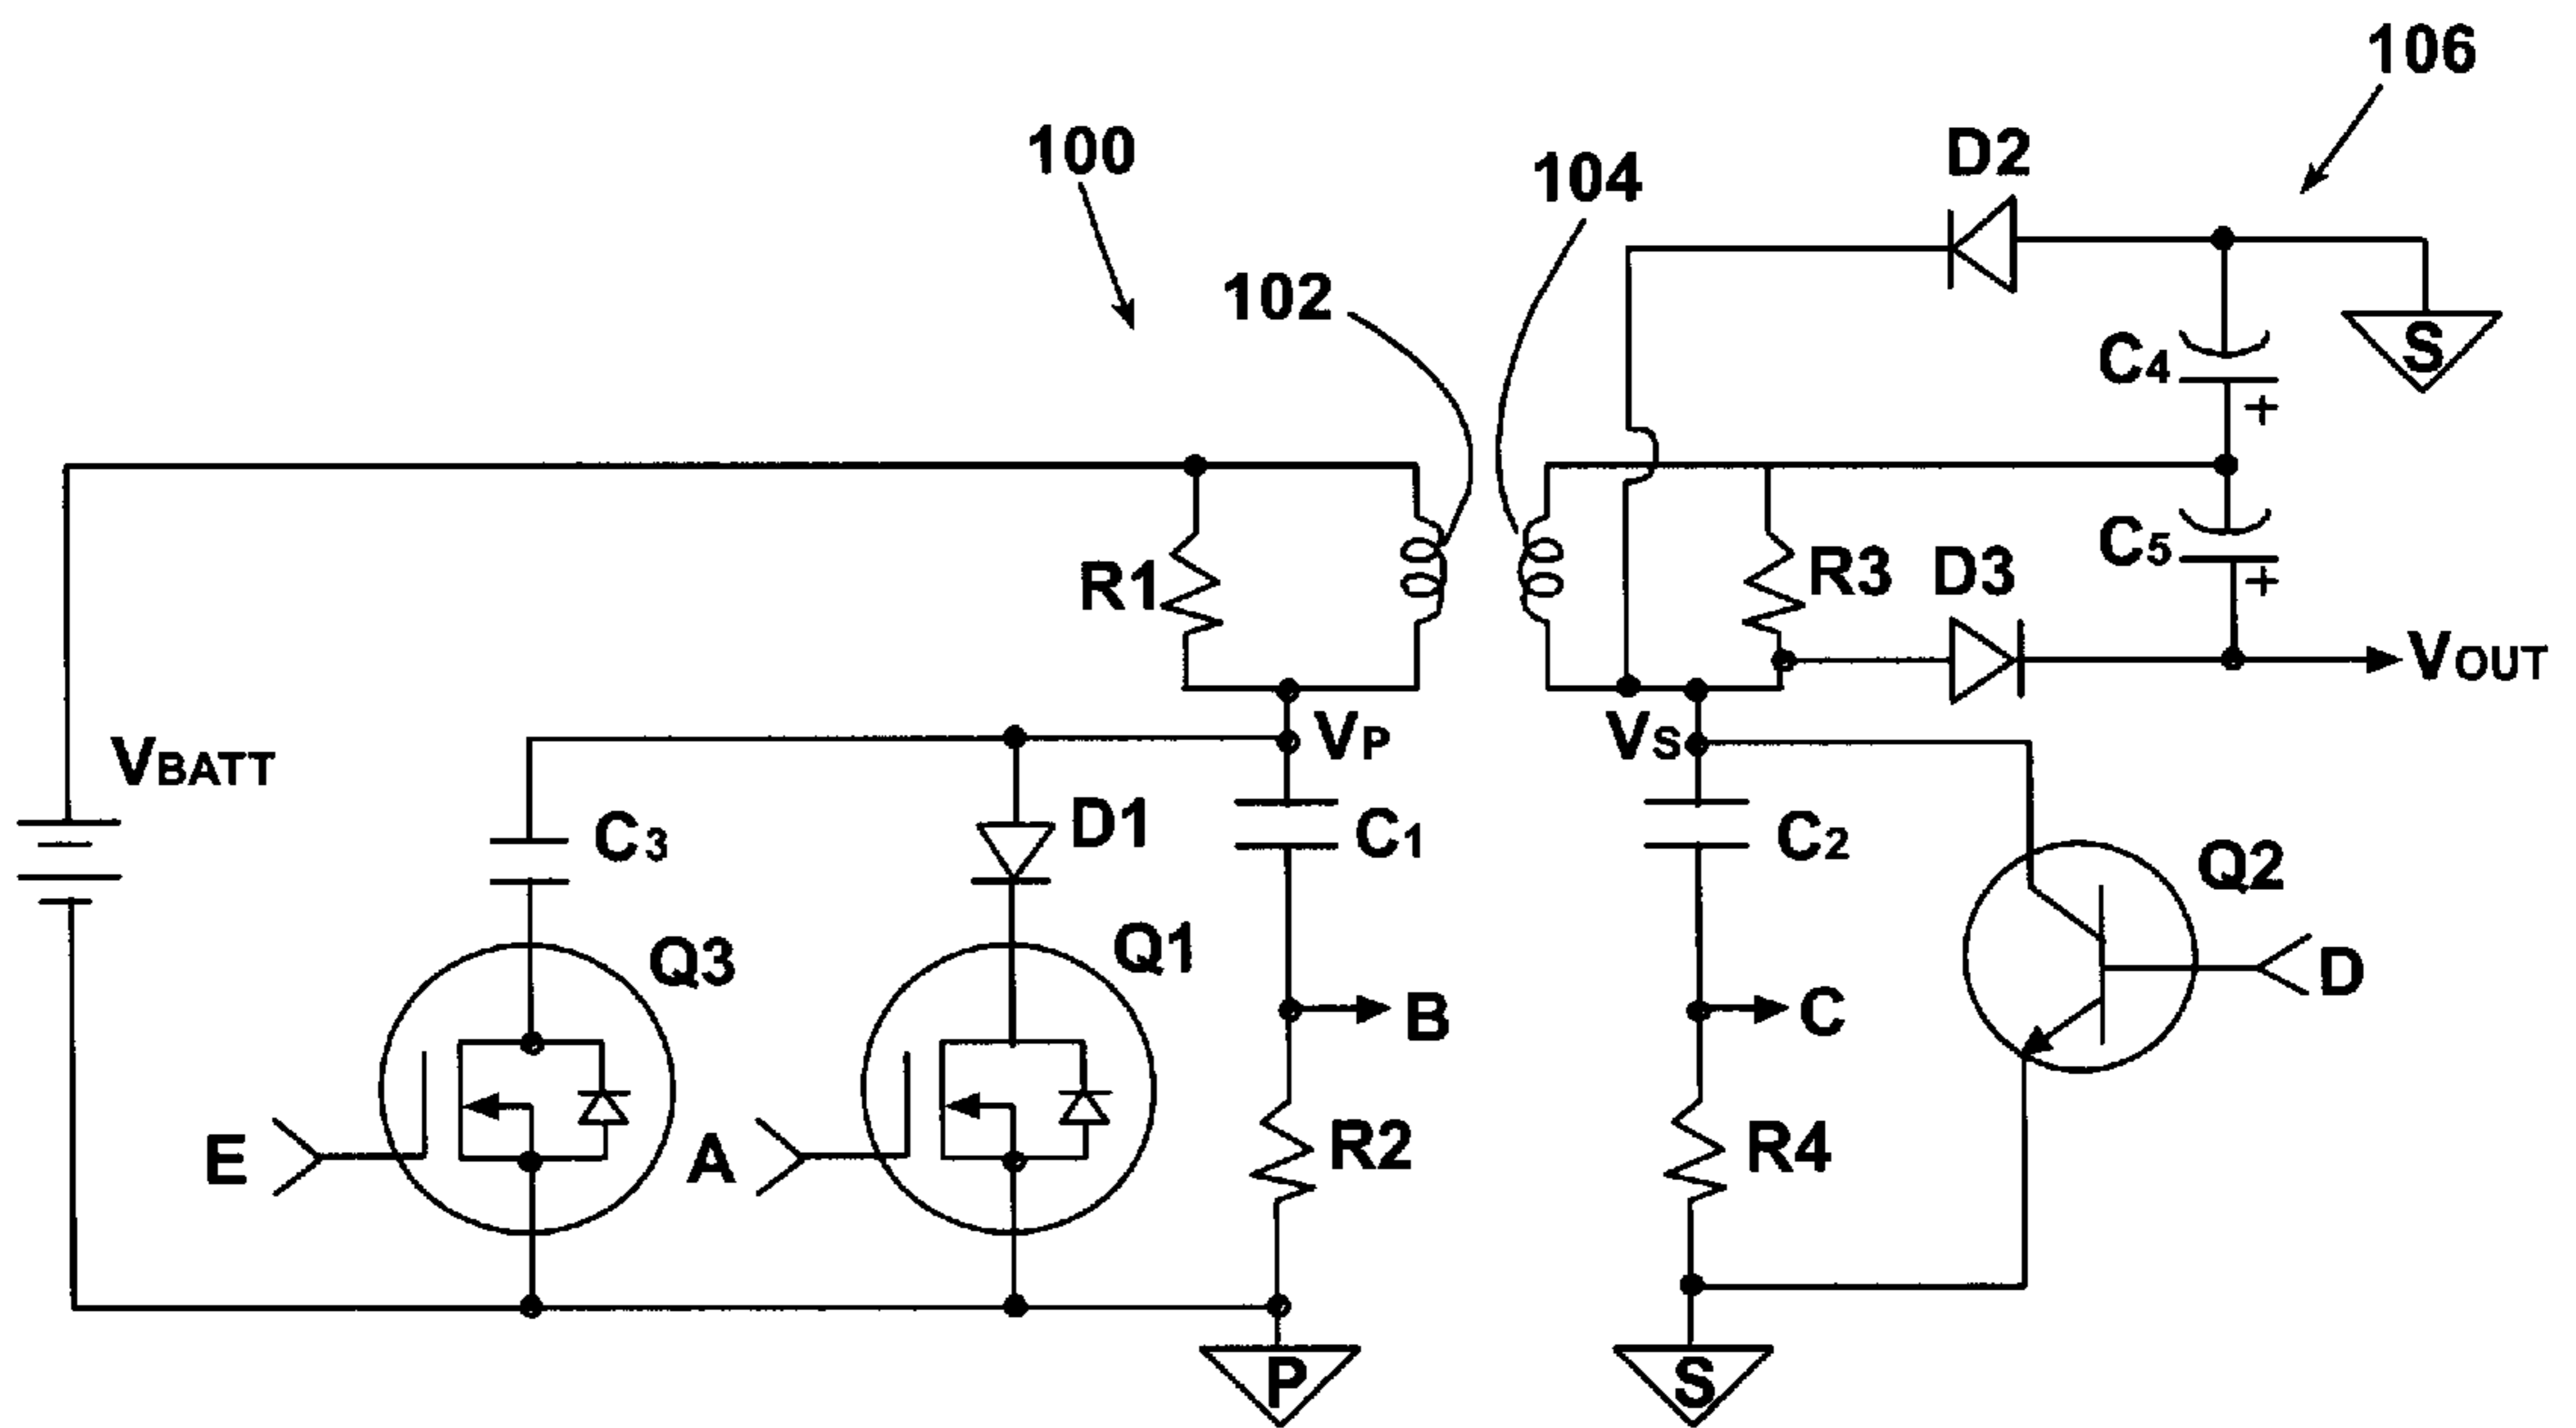 106
100
104
D2
102
S
C4
+
C5
R3
D3
R1
+
VOUT
VBATT
VP
VS
C3
D1
C1
C2
Q2
Q3
Q1
D
B
C
E
A
R2
R4
P
S